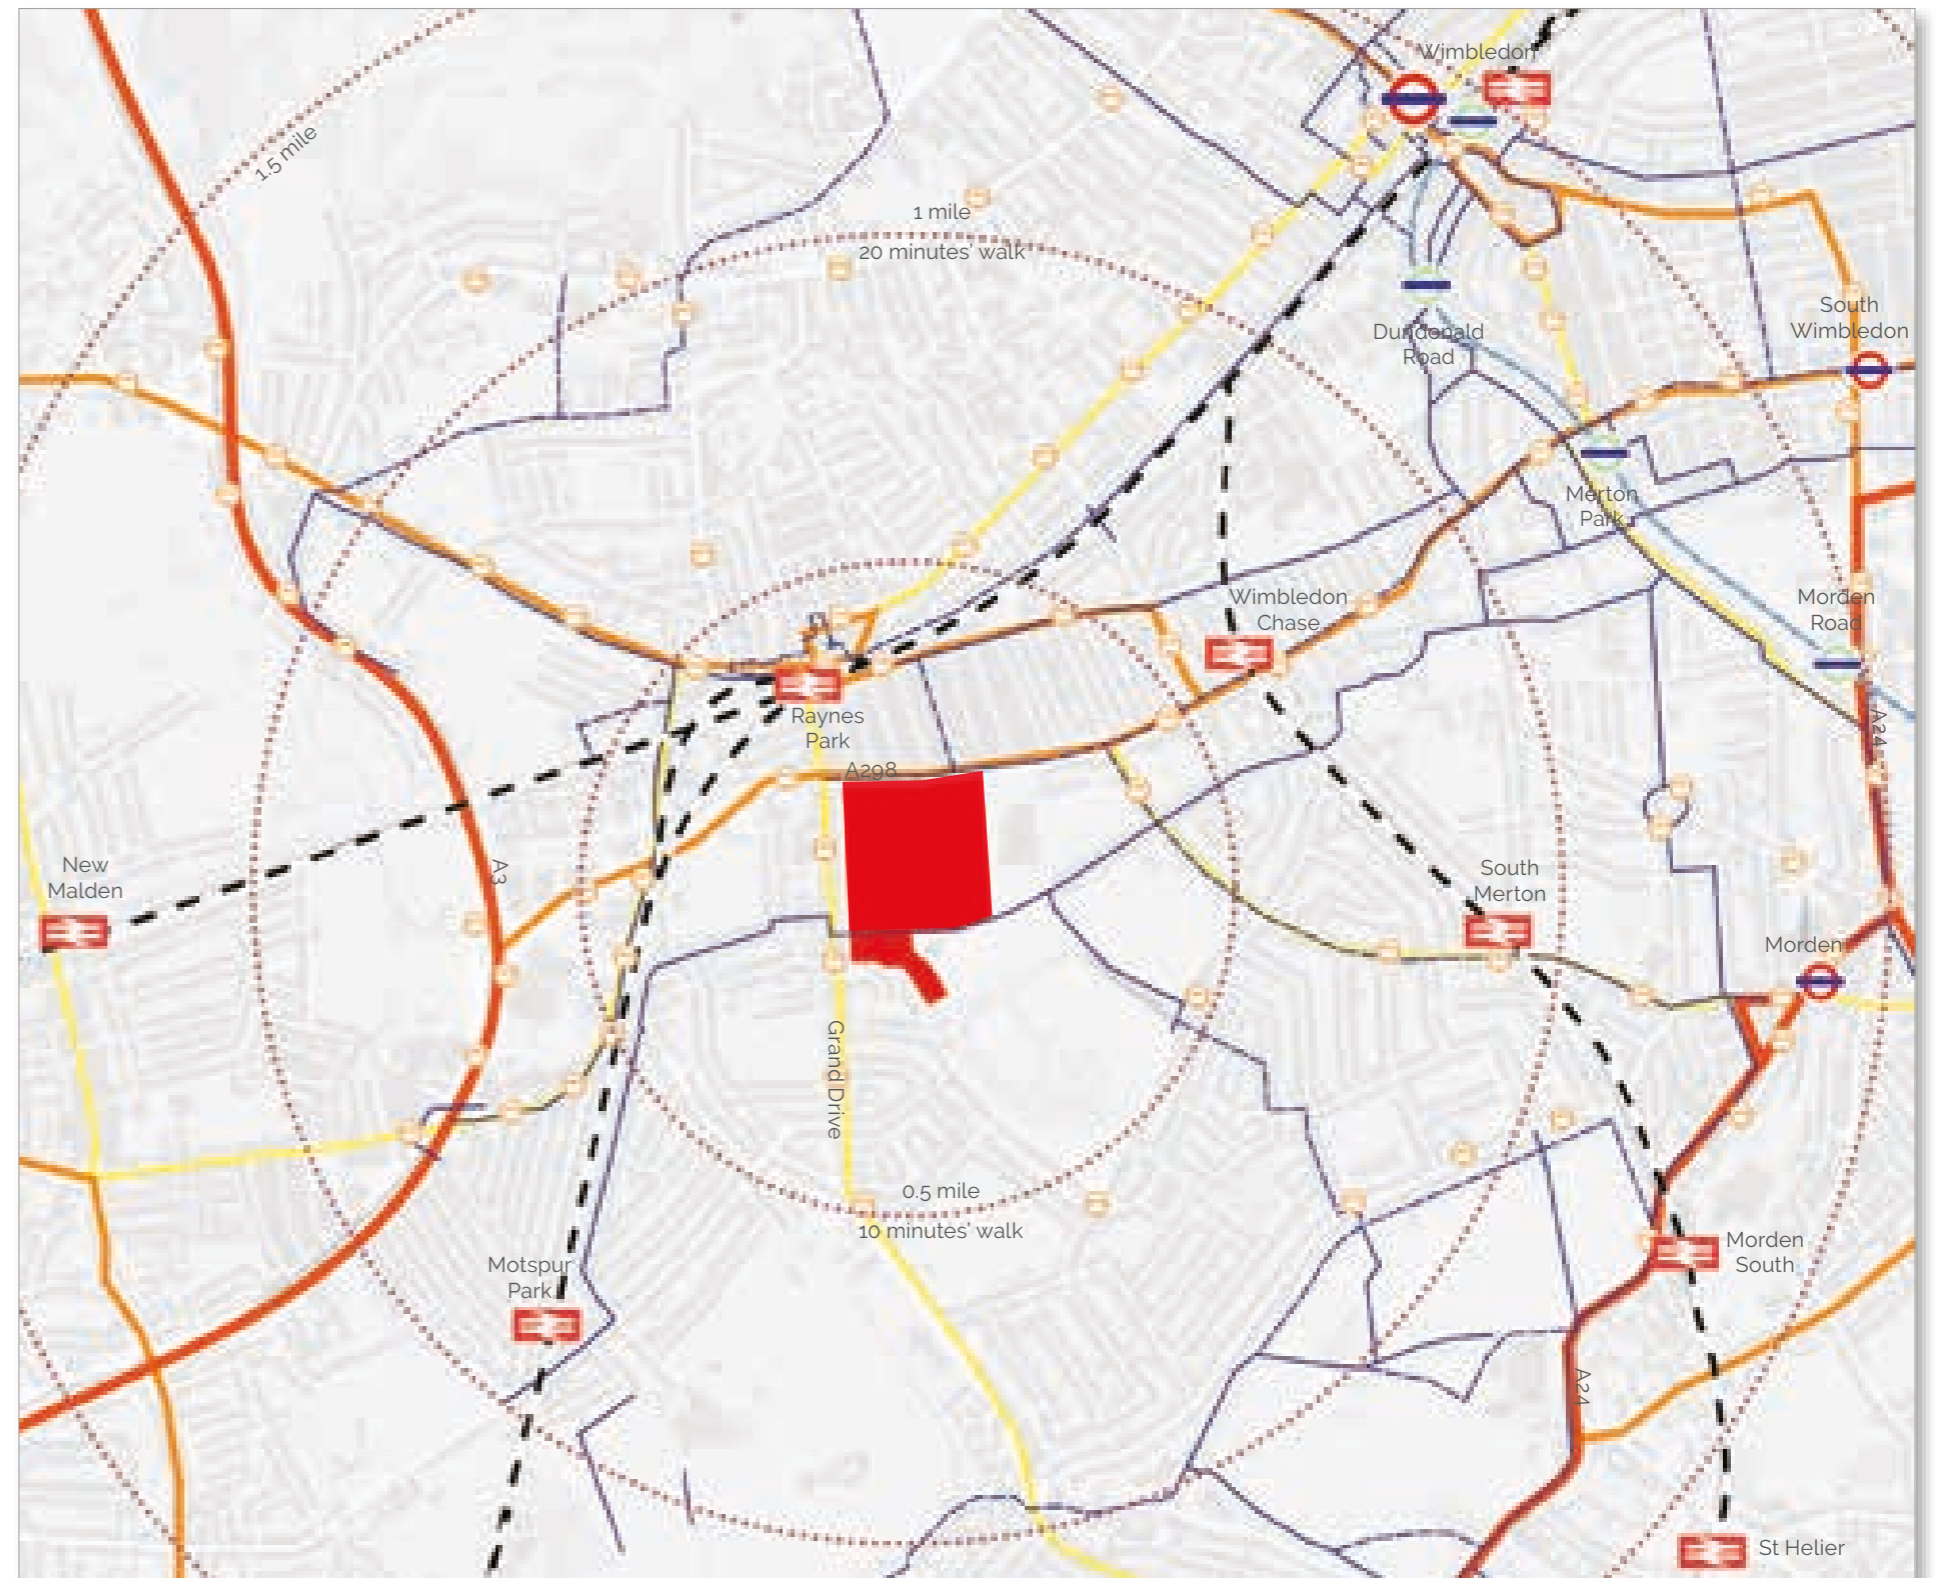 Wimbledon
1.5 mile
1 mile
20 minutes' walk
South
Wimbledon
Dundonald
Road
Merton
Park
Wimbledon
Chase
Morden
Road
Raynes
Park
A24
A298
New
Malden
A3
South
Merton
Morden
Grand Drive
0.5 mile
10 minutes' walk
Motspur
Park
Morden
South
A24
St Helier